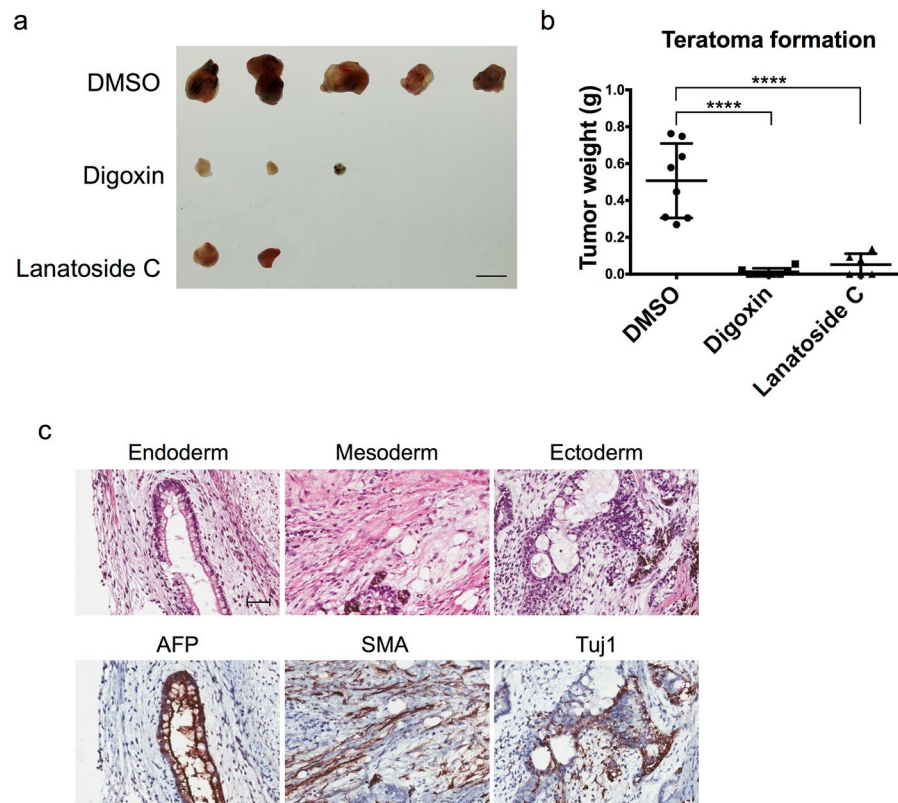 a
DMSO
Digoxin
Lanatoside C
b
Teratoma formation
****
****
Tumor weight (g)
1.0
0.8
0.6
0.4
0.2
0.0
DMSO
Digoxin
Lanatoside C
c
Endoderm
Mesoderm
Ectoderm
AFP
SMA
Tuj1